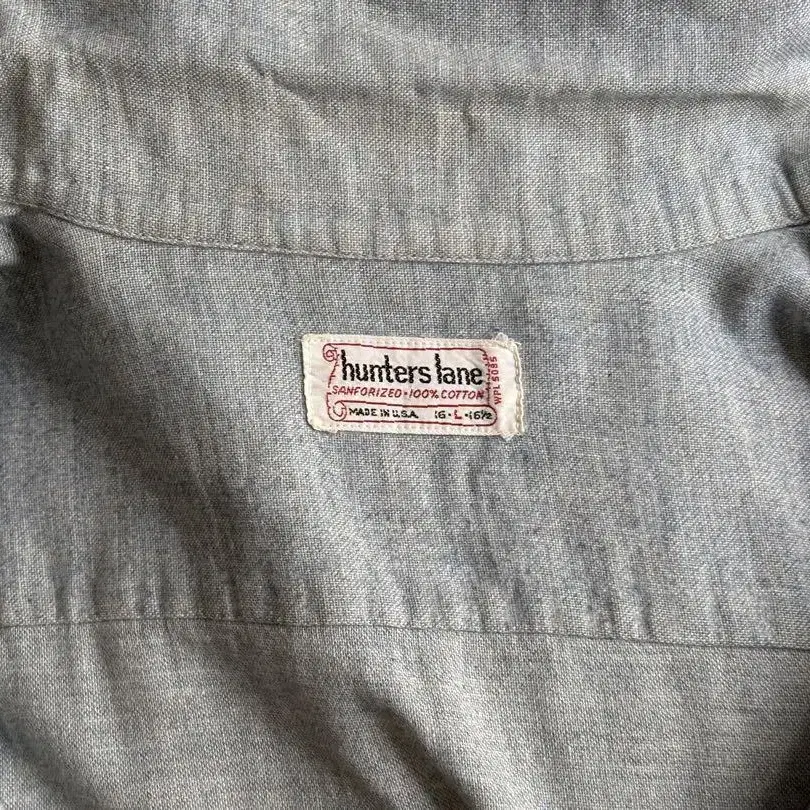 hunters lane
SANFORIZED•100% COTTON
MADE IN U.S.A. 16•L•16½
WPL 5085